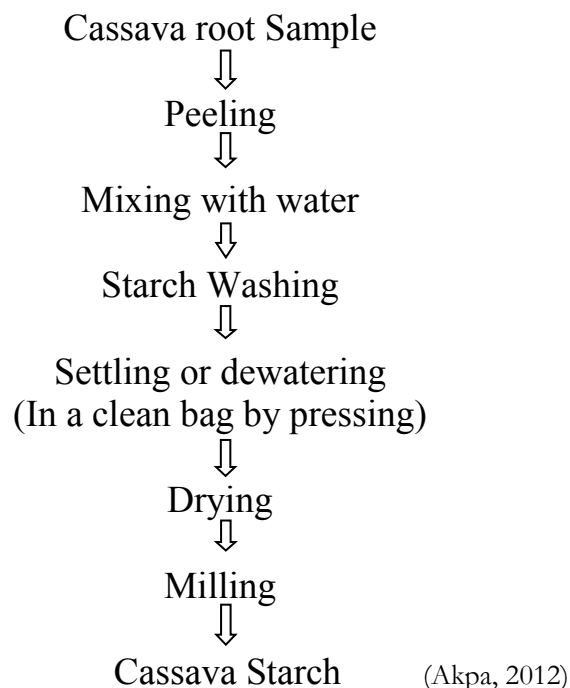 Cassava root Sample
Peeling
Mixing with water
Starch Washing
Settling or dewatering
(In a clean bag by pressing)
Drying
Milling
Cassava Starch (Akpa, 2012)